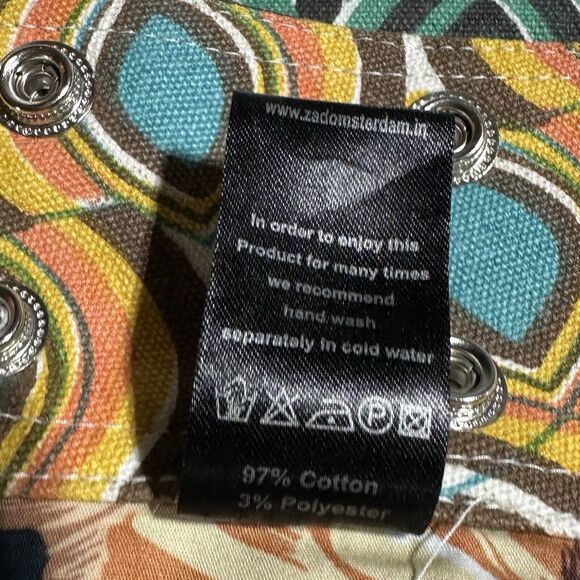 www.zadomsterdam.in
In order to enjoy this
Product for many times
we recommend
hand wash
separately in cold water
P
97% Cotton
3% Polyester